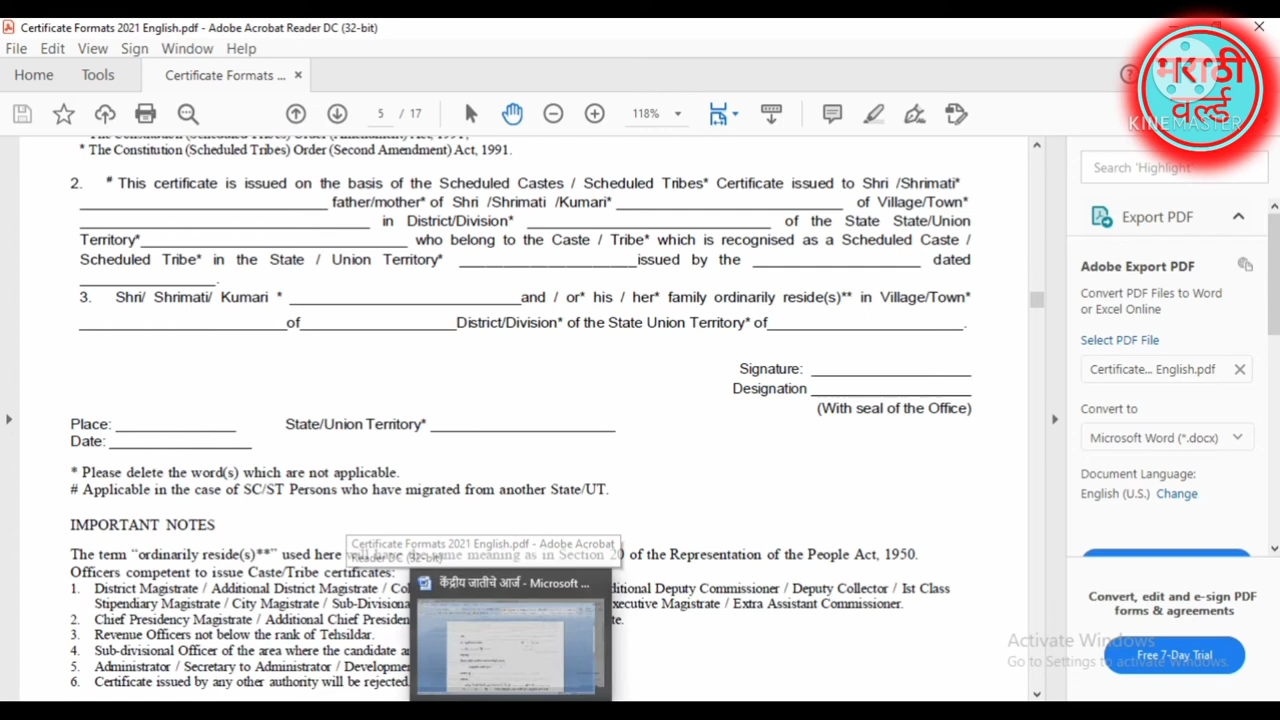 Certificate Formats 2021 English.pdf - Adobe Acrobat Reader DC (32-bit)
File Edit View Sign Window Help
Home Tools Certificate Formats ...
5 / 17 118%
मराठी
वर्ल्ड
KINEMASTER
* The Constitution (Scheduled Tribes) Order (Second Amendment) Act, 1991.
2. # This certificate is issued on the basis of the Scheduled Castes / Scheduled Tribes* Certificate issued to Shri /Shrimati*
father/mother* of Shri /Shrimati /Kumari* of Village/Town*
in District/Division* of the State State/Union
Territory* who belong to the Caste / Tribe* which is recognised as a Scheduled Caste /
Scheduled Tribe* in the State / Union Territory* issued by the dated
.
3. Shri/ Shrimati/ Kumari * and / or* his / her* family ordinarily reside(s)** in Village/Town*
of District/Division* of the State Union Territory* of .
Signature:
Designation
(With seal of the Office)
Place: State/Union Territory*
Date:
* Please delete the word(s) which are not applicable.
# Applicable in the case of SC/ST Persons who have migrated from another State/UT.
IMPORTANT NOTES
The term “ordinarily reside(s)**” used here will have the same meaning as in Section 20 of the Representation of the People Act, 1950.
Certificate Formats 2021 English.pdf - Adobe Acrobat
Reader DC (32-bit)
Officers competent to issue Caste/Tribe certificates:
1. District Magistrate / Additional District Magistrate / Deputy Commissioner / Deputy Collector / Ist Class
Stipendiary Magistrate / City Magistrate / Magistrate / Extra Assistant Commissioner.
2. Chief Presidency Magistrate / Additional Chief
3. Revenue Officers not below the rank of Tehsildar.
4. Sub-divisional Officer of the area where the candidate
5. Administrator / Secretary to Administrator /
6. Certificate issued by any other authority will be rejected
केंद्रीय जातीचे आर्ज - Microsoft ...
Search 'Highlight'
Export PDF
Adobe Export PDF
Convert PDF Files to Word
or Excel Online
Select PDF File
Certificate... English.pdf
Convert to
Microsoft Word (*.docx)
Document Language:
English (U.S.) Change
Convert, edit and e-sign PDF
forms & agreements
Free 7-Day Trial
Activate Windows
Go to Settings to activate Windows.